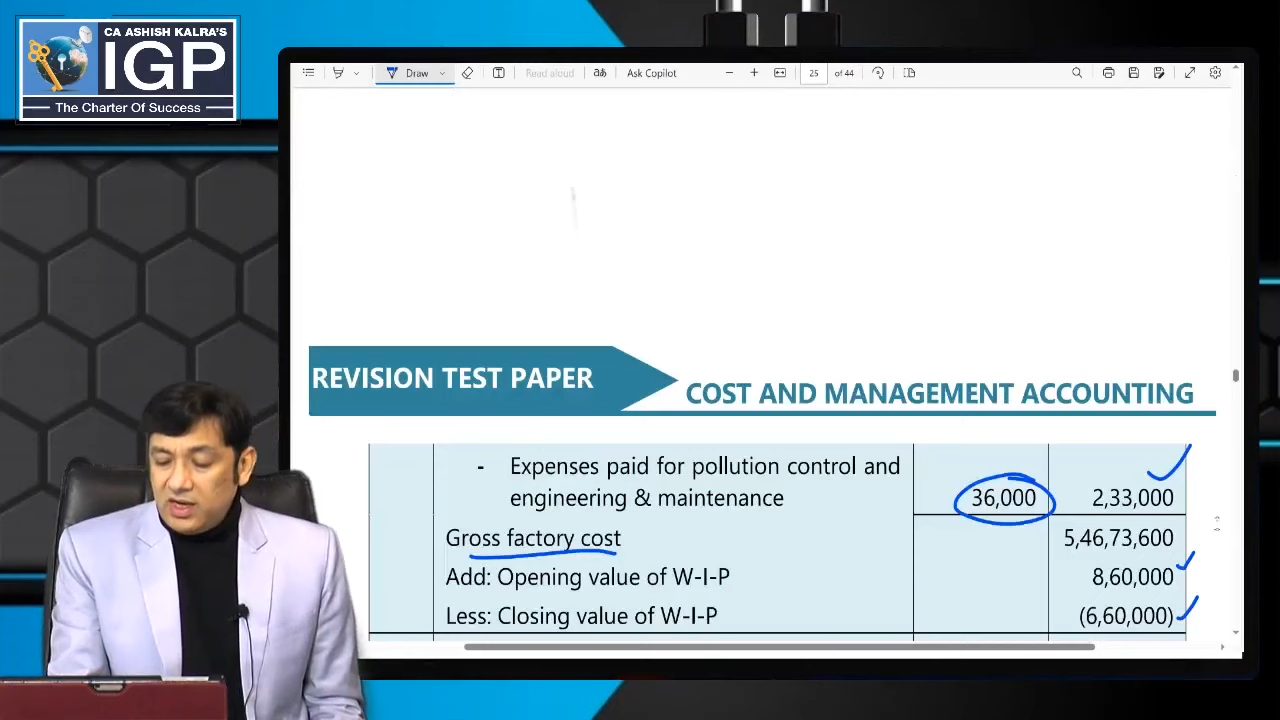 CA ASHISH KALRA'S
IGP
The Charter Of Success
Draw
Read aloud
Ask Copilot
25 of 44
REVISION TEST PAPER
COST AND MANAGEMENT ACCOUNTING
- Expenses paid for pollution control and
engineering & maintenance 36,000 2,33,000
Gross factory cost 5,46,73,600
Add: Opening value of W-I-P 8,60,000
Less: Closing value of W-I-P (6,60,000)